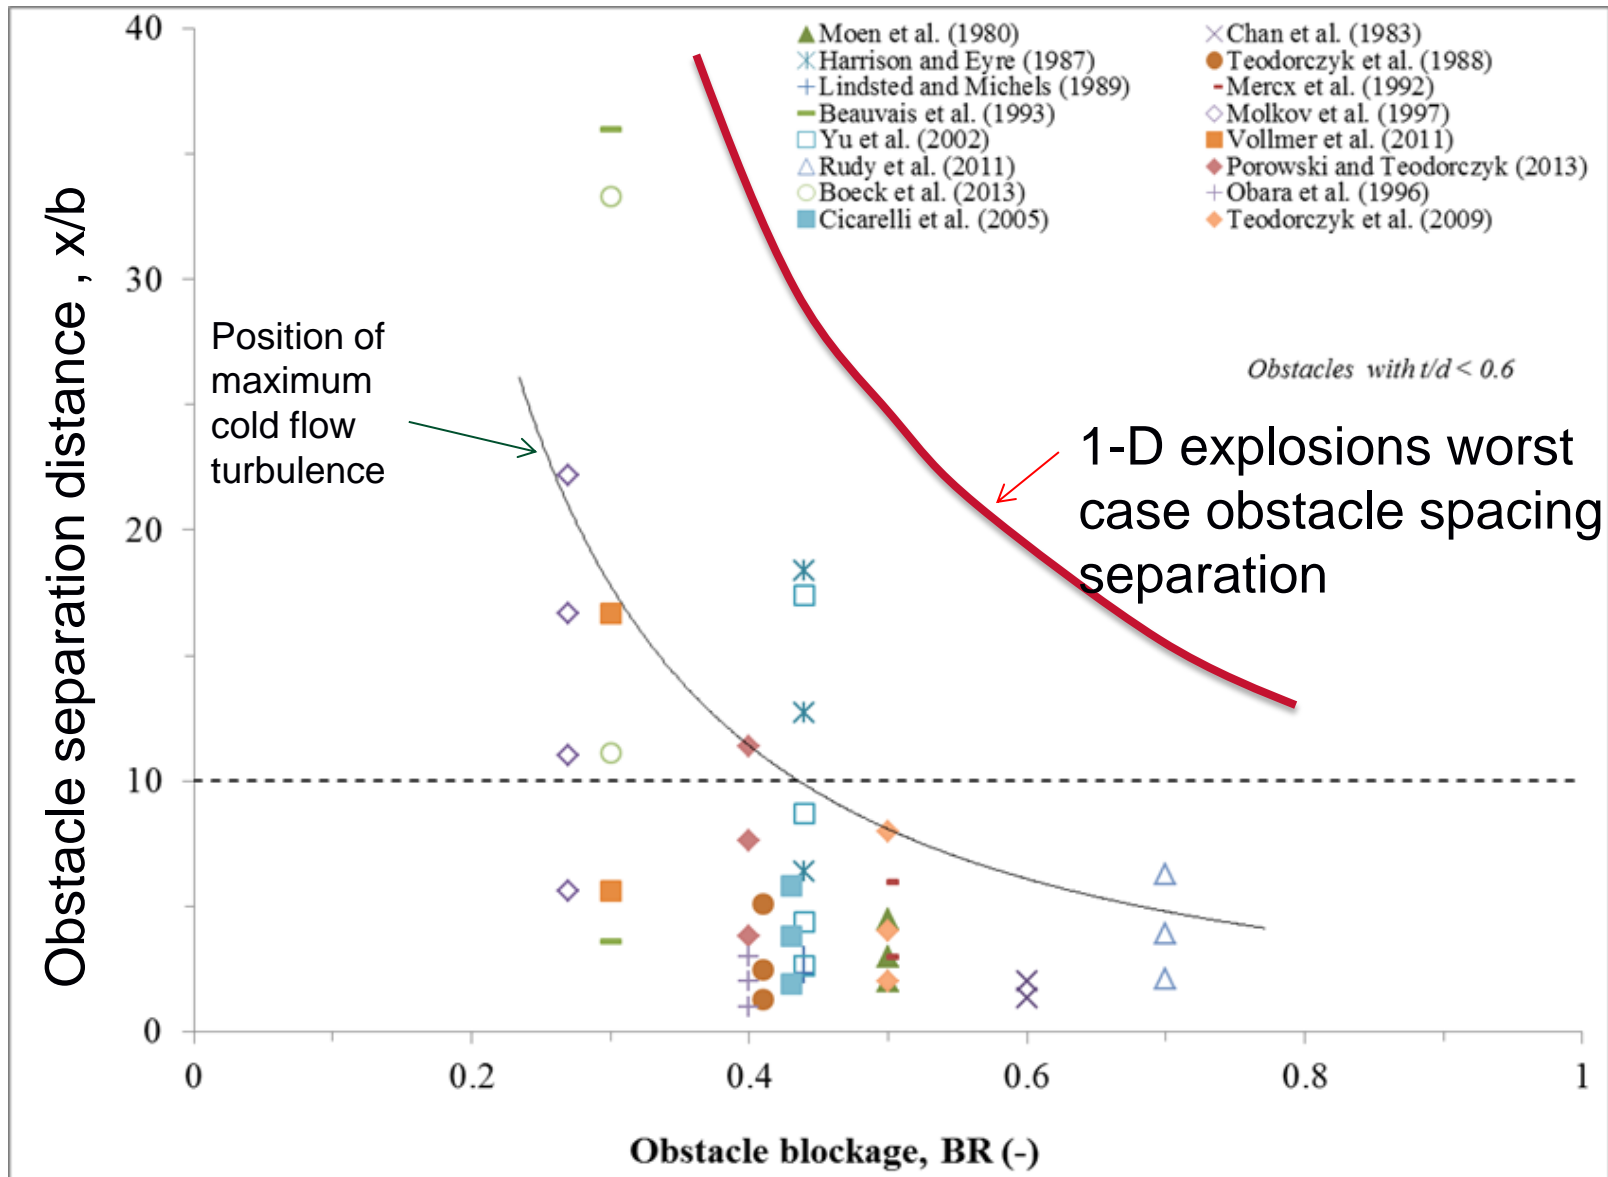 Obstacle separation distance , x/b
40
30
20
10
0
0
0.2
0.4
0.6
0.8
1
Obstacle blockage, BR (-)
Moen et al. (1980)
Chan et al. (1983)
Harrison and Eyre (1987)
Teodorczyk et al. (1988)
Lindsted and Michels (1989)
Mercx et al. (1992)
Beauvais et al. (1993)
Molkov et al. (1997)
Yu et al. (2002)
Vollmer et al. (2011)
Rudy et al. (2011)
Porowski and Teodorczyk (2013)
Boeck et al. (2013)
Obara et al. (1996)
Cicarelli et al. (2005)
Teodorczyk et al. (2009)
Position of
maximum
cold flow
turbulence
Obstacles with t/d < 0.6
1-D explosions worst
case obstacle spacing
separation